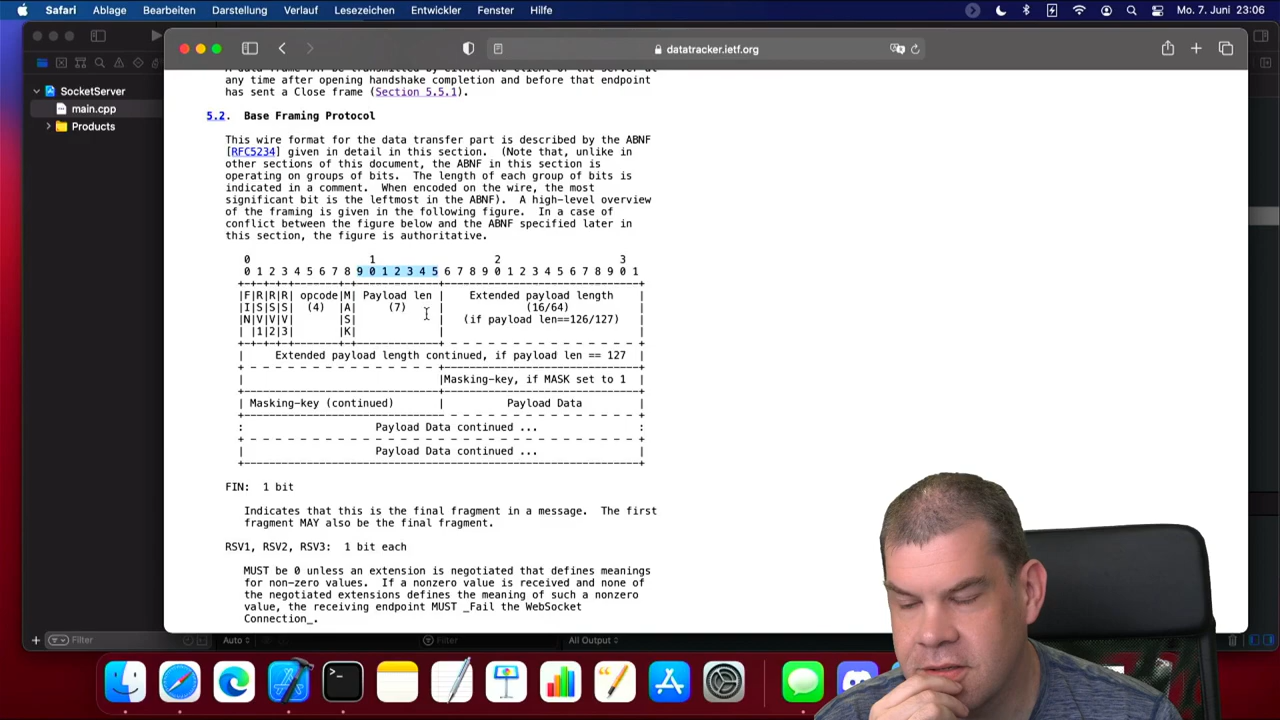 Safari Ablage Bearbeiten Darstellung Verlauf Lesezeichen Entwickler Fenster Hilfe Mo. 7. Juni 23:06
datatracker.ietf.org
SocketServer
main.cpp
Products
any time after opening handshake completion and before that endpoint
has sent a Close frame (Section 5.5.1).
5.2. Base Framing Protocol
This wire format for the data transfer part is described by the ABNF
[RFC5234] given in detail in this section. (Note that, unlike in
other sections of this document, the ABNF in this section is
operating on groups of bits. The length of each group of bits is
indicated in a comment. When encoded on the wire, the most
significant bit is the leftmost in the ABNF). A high-level overview
of the framing is given in the following figure. In a case of
conflict between the figure below and the ABNF specified later in
this section, the figure is authoritative.
0 1 2 3
0 1 2 3 4 5 6 7 8 9 0 1 2 3 4 5 6 7 8 9 0 1 2 3 4 5 6 7 8 9 0 1
+-+-+-+-+-------+-+-------------+-------------------------------+
|F|R|R|R| opcode|M| Payload len | Extended payload length |
|I|S|S|S| (4) |A| (7) | (16/64) |
|N|V|V|V| |S| | (if payload len==126/127) |
| |1|2|3| |K| | |
+-+-+-+-+-------+-+-------------+ - - - - - - - - - - - - - - - +
| Extended payload length continued, if payload len == 127 |
+ - - - - - - - - - - - - - - - +-------------------------------+
| |Masking-key, if MASK set to 1 |
+-------------------------------+-------------------------------+
| Masking-key (continued) | Payload Data |
+-------------------------------- - - - - - - - - - - - - - - - +
: Payload Data continued ... :
+ - - - - - - - - - - - - - - - - - - - - - - - - - - - - - - - +
| Payload Data continued ... |
+---------------------------------------------------------------+
FIN: 1 bit
Indicates that this is the final fragment in a message. The first
fragment MAY also be the final fragment.
RSV1, RSV2, RSV3: 1 bit each
MUST be 0 unless an extension is negotiated that defines meanings
for non-zero values. If a nonzero value is received and none of
the negotiated extensions defines the meaning of such a nonzero
value, the receiving endpoint MUST _Fail the WebSocket
Connection_.
Filter Auto Filter All Output